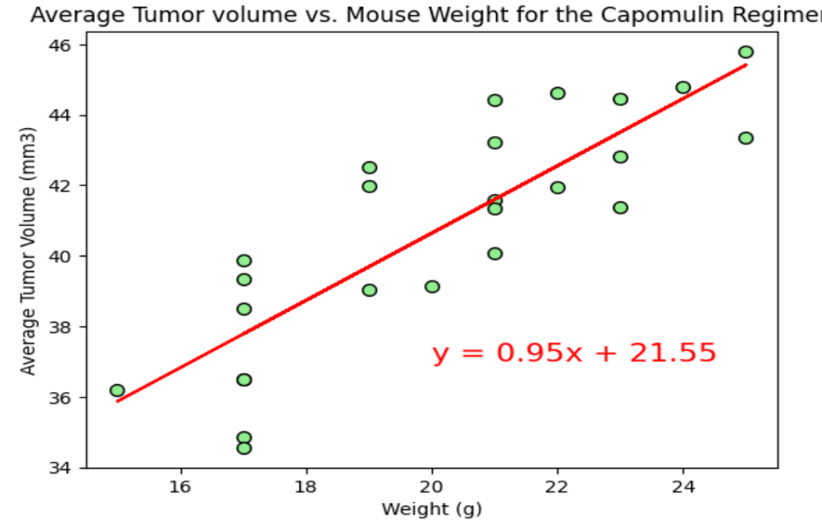 Average Tumor volume vs. Mouse Weight for the Capomulin Regime
46
44
42
40
38
36
34
Average Tumor Volume (mm3)
y = 0.95x + 21.55
16 18 20 22 24
Weight (g)